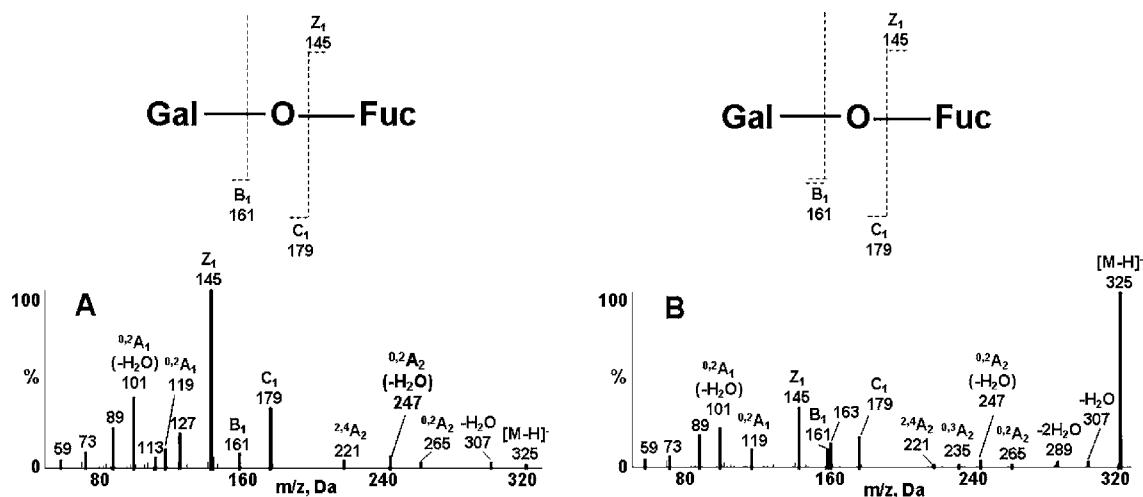 Z₁
145
Gal — O — Fuc
B₁
161
C₁
179
Z₁
145
Gal — O — Fuc
B₁
161
C₁
179
A
100
%
0
59
73
89
⁰,²A₁
(-H₂O)
101
113
⁰,²A₁
119
127
Z₁
145
B₁
161
C₁
179
²,⁴A₂
221
⁰,²A₂
(-H₂O)
247
⁰,²A₂
265
-H₂O
307
[M-H]⁻
325
80 160 240 320
m/z, Da
B
100
%
0
59
73
89
⁰,²A₁
(-H₂O)
101
⁰,²A₁
119
Z₁
145
B₁
161
163
C₁
179
²,⁴A₂
221
⁰,³A₂
235
⁰,²A₂
(-H₂O)
247
⁰,²A₂
265
-2H₂O
289
-H₂O
307
[M-H]⁻
325
80 160 240 320
m/z, Da